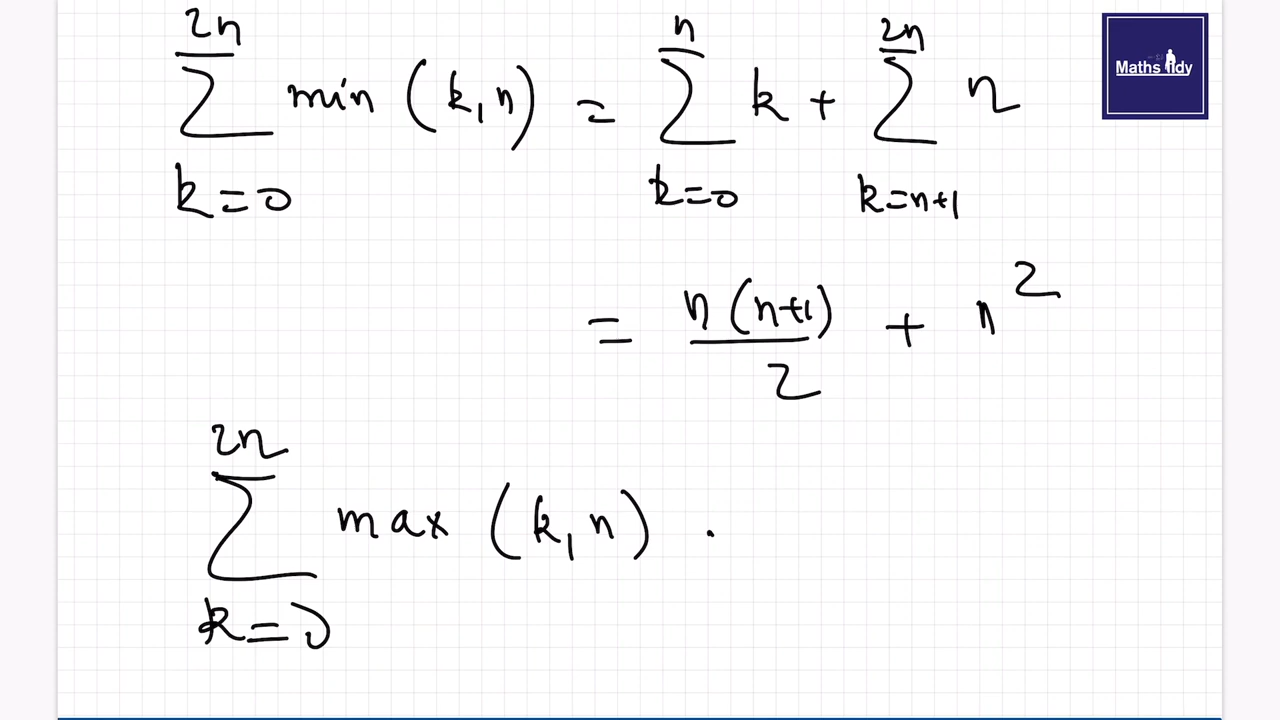 2n n 2n
∑ min (k, n) = ∑ k + ∑ n
k=0 k=0 k=n+1
= n(n+1)/2 + n²
2n
∑ max (k, n) .
k=0
Maths